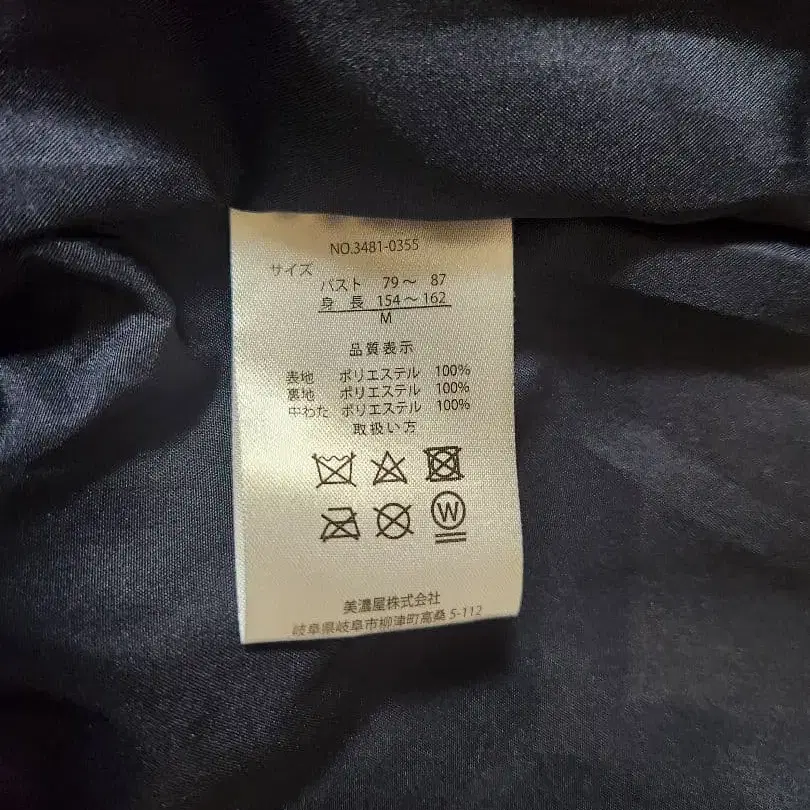 NO.3481-0355
サイズ
バスト 79～ 87
身 長 154～162
M
品質表示
表地 ポリエステル 100%
裏地 ポリエステル 100%
中わた ポリエステル 100%
取扱い方
W
美濃屋株式会社
岐阜県岐阜市柳津町高桑 5-112